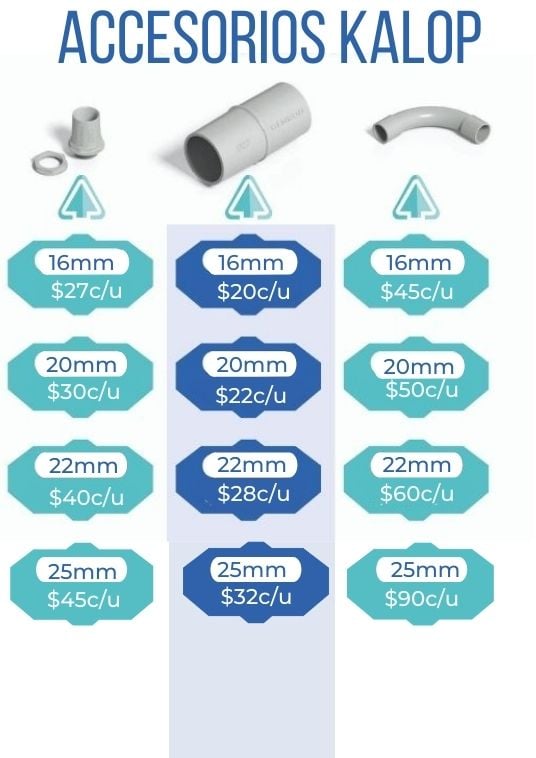 ACCESORIOS KALOP
16mm
$27c/u
16mm
$20c/u
16mm
$45c/u
20mm
$30c/u
20mm
$22c/u
20mm
$50c/u
22mm
$40c/u
22mm
$28c/u
22mm
$60c/u
25mm
$45c/u
25mm
$32c/u
25mm
$90c/u